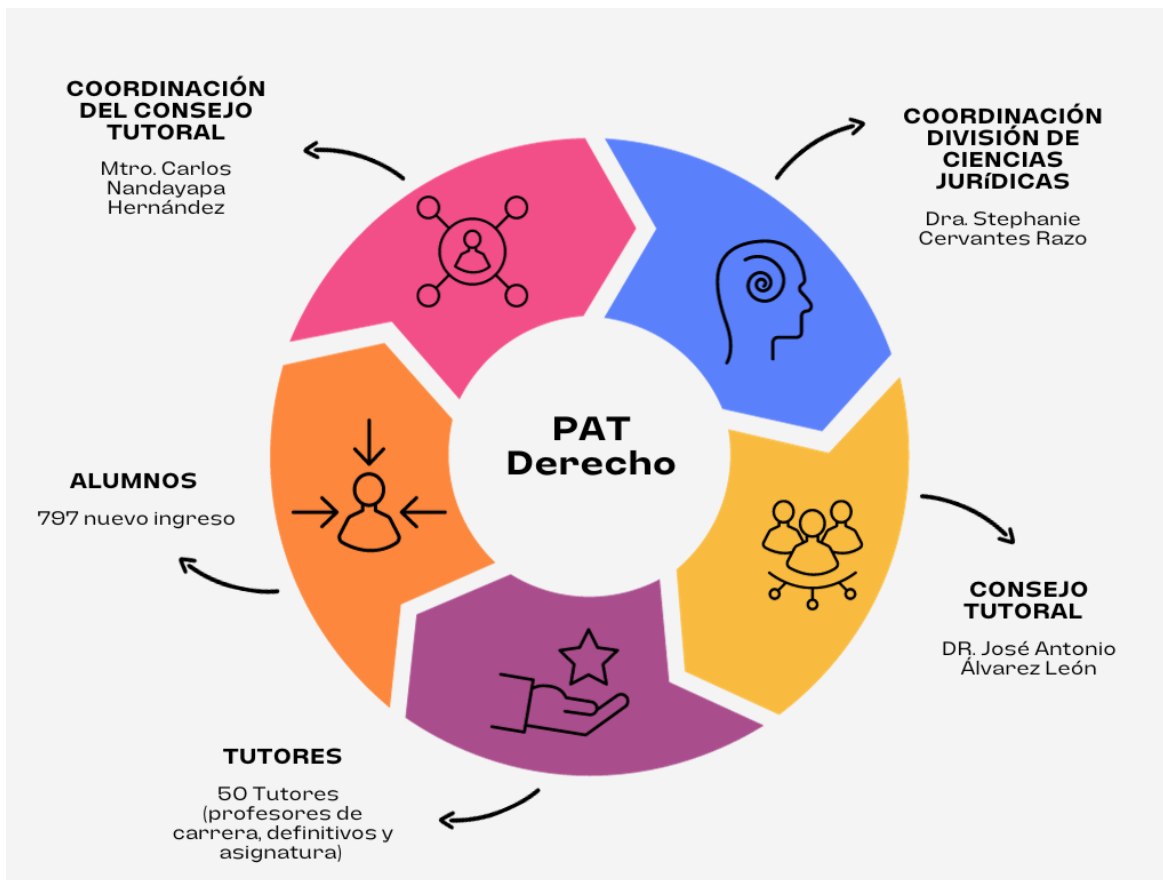 COORDINACIÓN
DEL CONSEJO
TUTORAL
Mtro. Carlos
Nandayapa
Hernández
COORDINACIÓN
DIVISIÓN DE
CIENCIAS
JURíDICAS
Dra. Stephanie
Cervantes Razo
PAT
Derecho
ALUMNOS
797 nuevo ingreso
CONSEJO
TUTORAL
DR. José Antonio
Álvarez León
TUTORES
50 Tutores
(profesores de
carrera, definitivos y
asignatura)